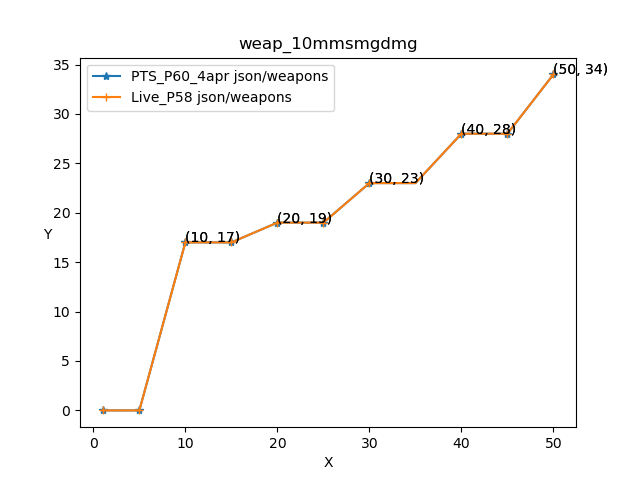 weap_10mmsmgdmg
PTS_P60_4apr json/weapons
Live_P58 json/weapons
35
30
25
20
15
10
5
0
Y
(50, 34)
(40, 28)
(30, 23)
(20, 19)
(10, 17)
0 10 20 30 40 50
X